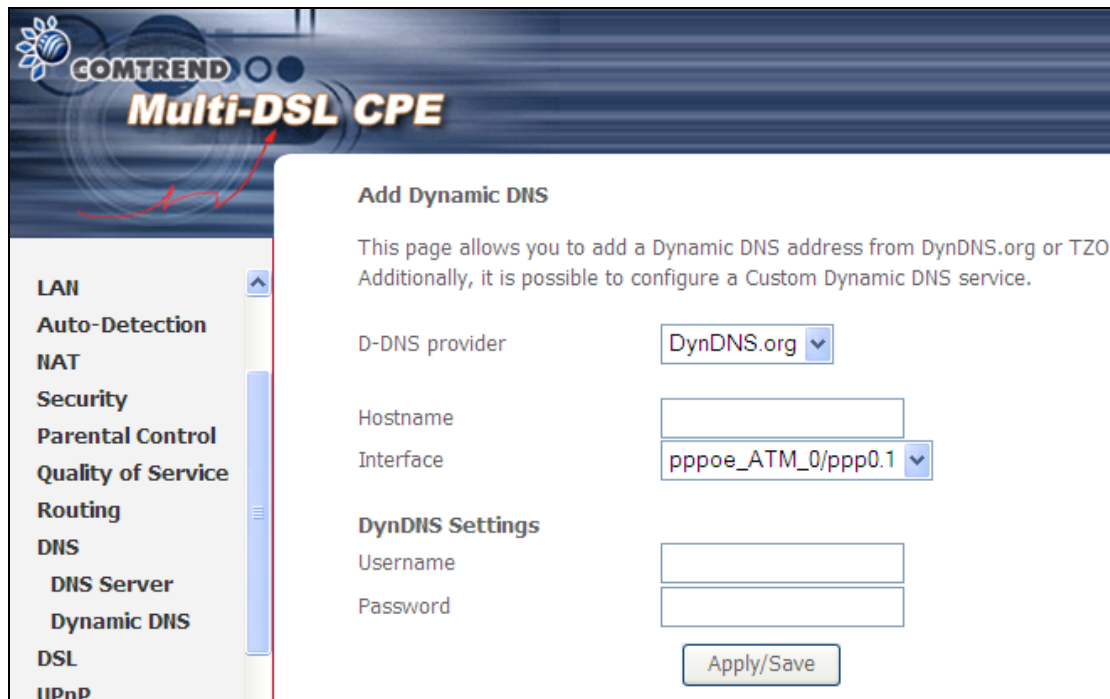 COMTREND
Multi-DSL CPE
LAN
Auto-Detection
NAT
Security
Parental Control
Quality of Service
Routing
DNS
DNS Server
Dynamic DNS
DSL
UPnP
Add Dynamic DNS
This page allows you to add a Dynamic DNS address from DynDNS.org or TZO
Additionally, it is possible to configure a Custom Dynamic DNS service.
D-DNS provider DynDNS.org
Hostname
Interface pppoe_ATM_0/ppp0.1
DynDNS Settings
Username
Password
Apply/Save